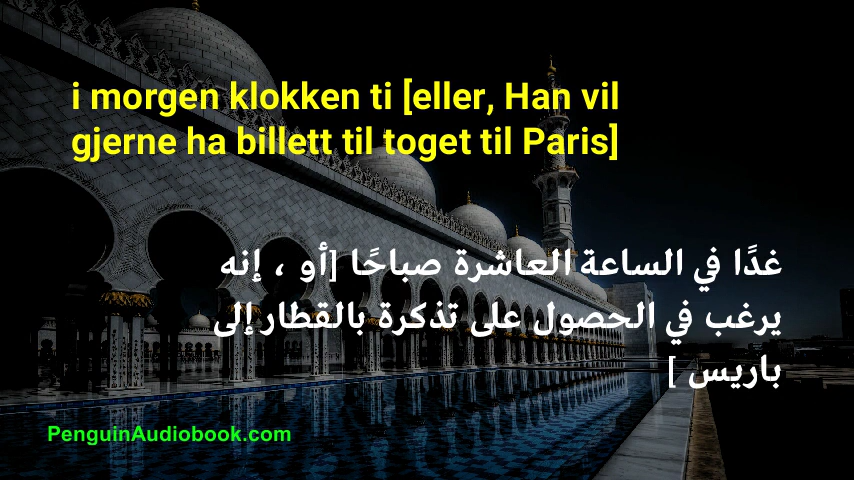 i morgen klokken ti [eller, Han vil
gjerne ha billett til toget til Paris]
غدًا في الساعة العاشرة صباحًا [أو ، إنه
يرغب في الحصول على تذكرة بالقطار إلى
باريس ]
PenguinAudiobook.com